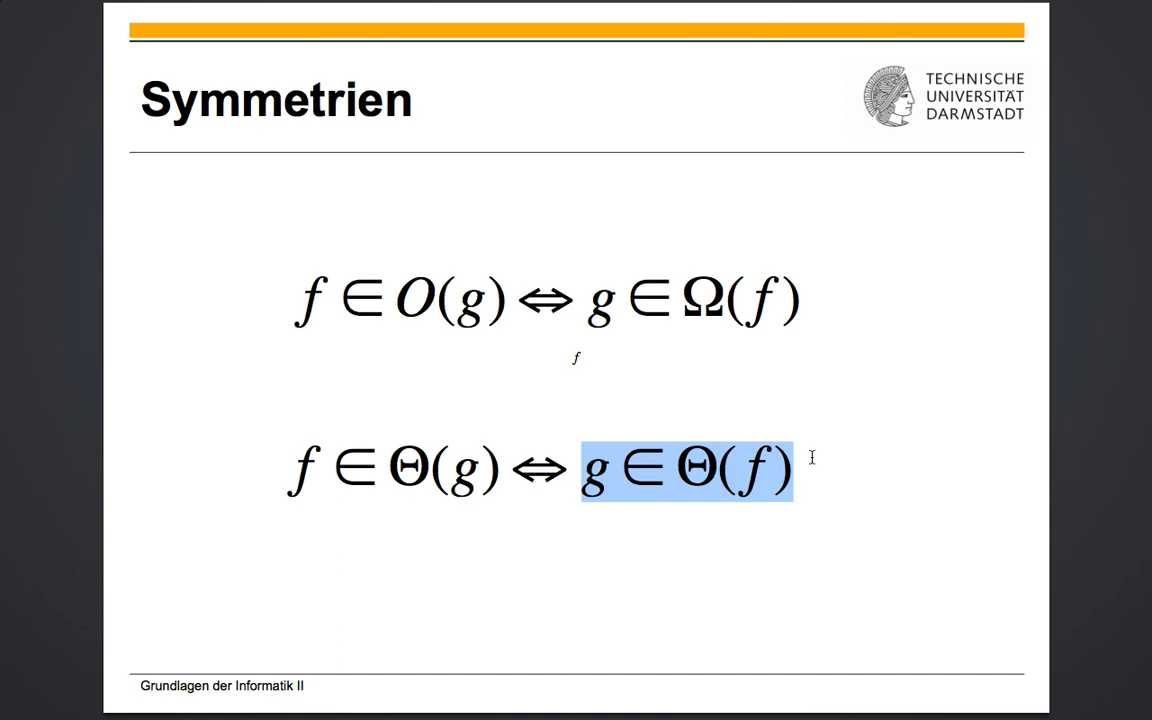 Symmetrien
TECHNISCHE
UNIVERSITÄT
DARMSTADT
f ∈ O(g) ⇔ g ∈ Ω(f)
f
f ∈ Θ(g) ⇔ g ∈ Θ(f)
Grundlagen der Informatik II